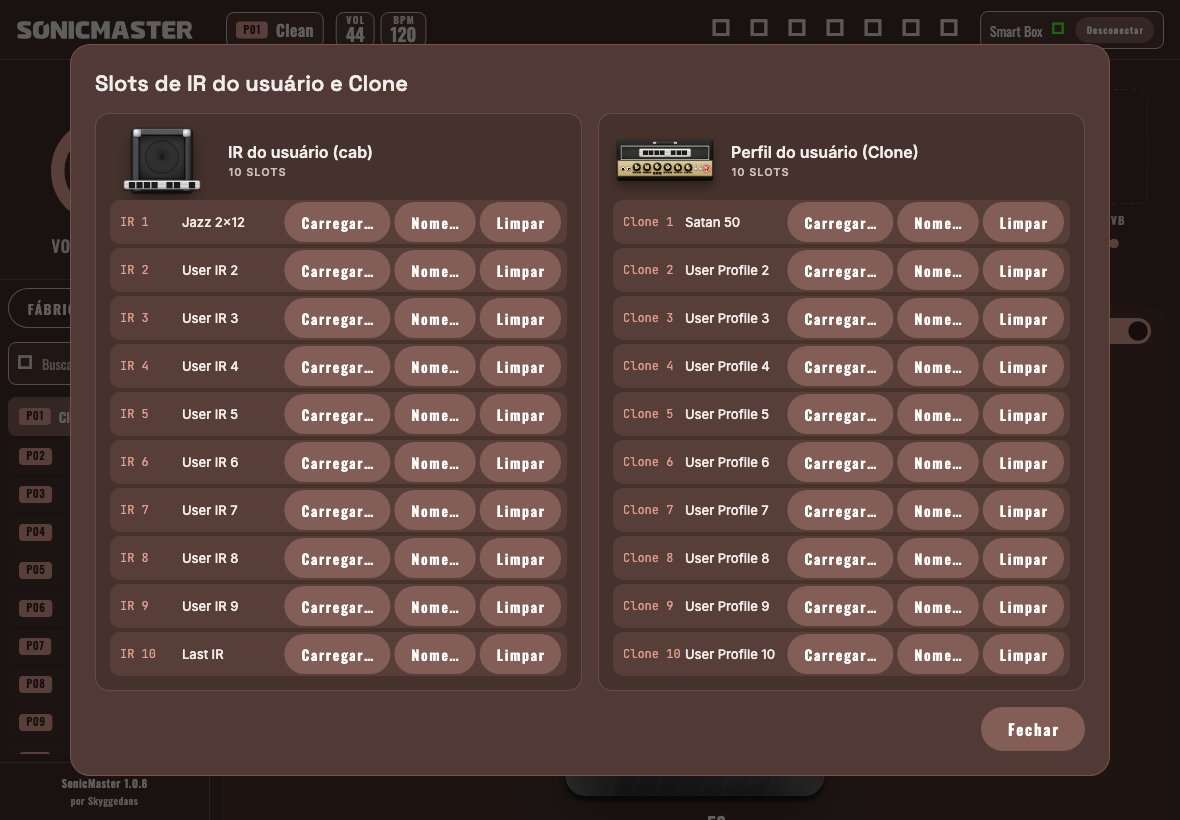 SONICMASTER
P01 Clean
VOL
44
BPM
120
Smart Box
Desconectar
Slots de IR do usuário e Clone
IR do usuário (cab)
10 SLOTS
IR 1 Jazz 2×12 Carregar… Nome… Limpar
IR 2 User IR 2 Carregar… Nome… Limpar
IR 3 User IR 3 Carregar… Nome… Limpar
IR 4 User IR 4 Carregar… Nome… Limpar
IR 5 User IR 5 Carregar… Nome… Limpar
IR 6 User IR 6 Carregar… Nome… Limpar
IR 7 User IR 7 Carregar… Nome… Limpar
IR 8 User IR 8 Carregar… Nome… Limpar
IR 9 User IR 9 Carregar… Nome… Limpar
IR 10 Last IR Carregar… Nome… Limpar
Perfil do usuário (Clone)
10 SLOTS
Clone 1 Satan 50 Carregar… Nome… Limpar
Clone 2 User Profile 2 Carregar… Nome… Limpar
Clone 3 User Profile 3 Carregar… Nome… Limpar
Clone 4 User Profile 4 Carregar… Nome… Limpar
Clone 5 User Profile 5 Carregar… Nome… Limpar
Clone 6 User Profile 6 Carregar… Nome… Limpar
Clone 7 User Profile 7 Carregar… Nome… Limpar
Clone 8 User Profile 8 Carregar… Nome… Limpar
Clone 9 User Profile 9 Carregar… Nome… Limpar
Clone 10 User Profile 10 Carregar… Nome… Limpar
Fechar
P01
P02
P03
P04
P05
P06
P07
P08
P09
SonicMaster 1.0.8
por Skyggedans